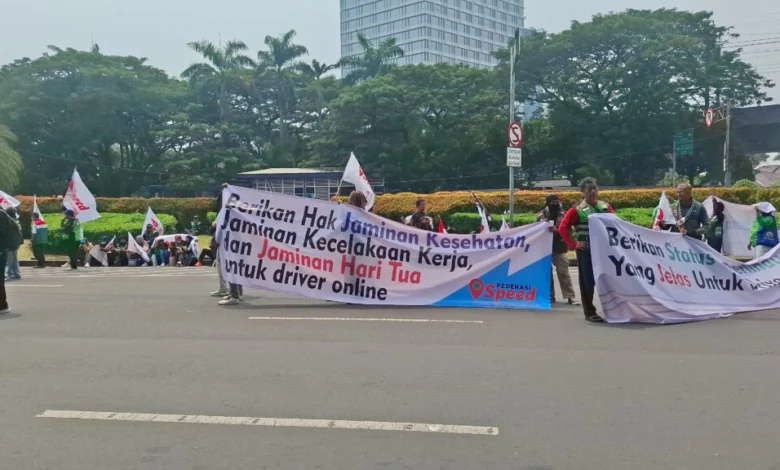 Berikan Hak Jaminan Kesehatan,
Jaminan Kecelakaan Kerja,
dan Jaminan Hari Tua
untuk driver online
FEDERASI
Speed
Berikan Status
Yang Jelas Untuk